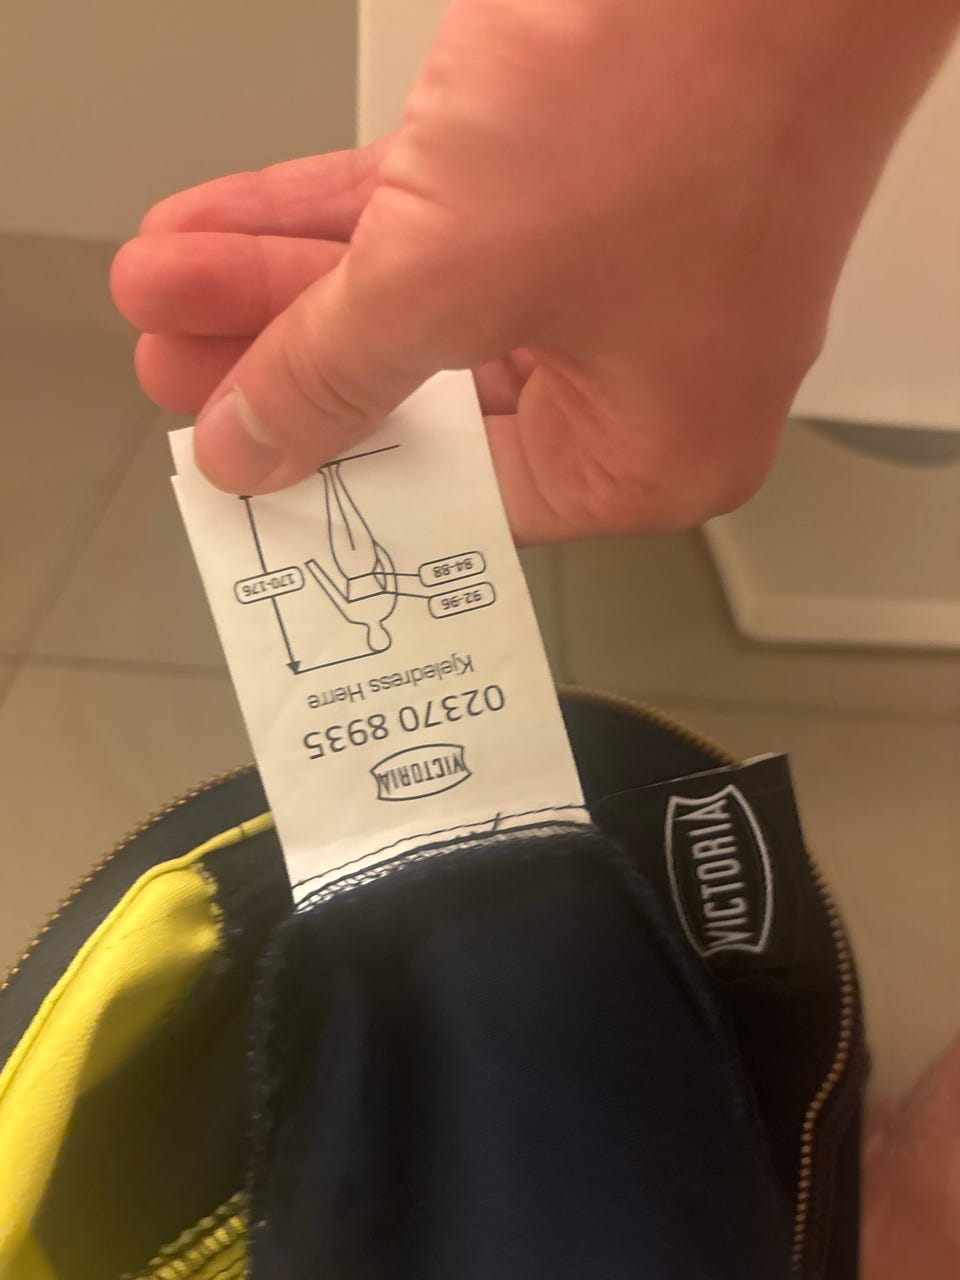 VICTORIA
02370 8935
Kjeledress Herre
92-96
84-88
170-176
VICTORIA